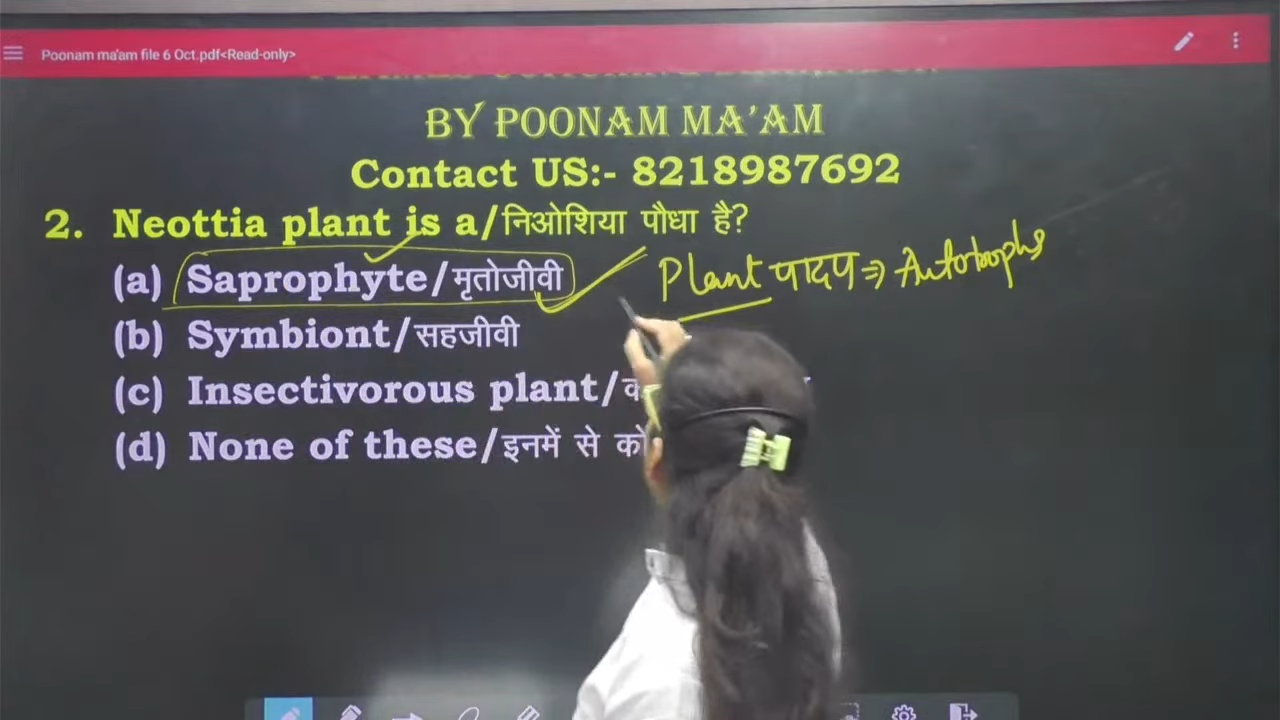 Poonam ma'am file 6 Oct.pdf<Read-only>
BY POONAM MA'AM
Contact US:- 8218987692
2. Neottia plant is a/निओशिया पौधा है?
(a) Saprophyte/मृतोजीवी
Plant पादप ⇒ Autotrophs
(b) Symbiont/सहजीवी
(c) Insectivorous plant/
(d) None of these/इनमें से